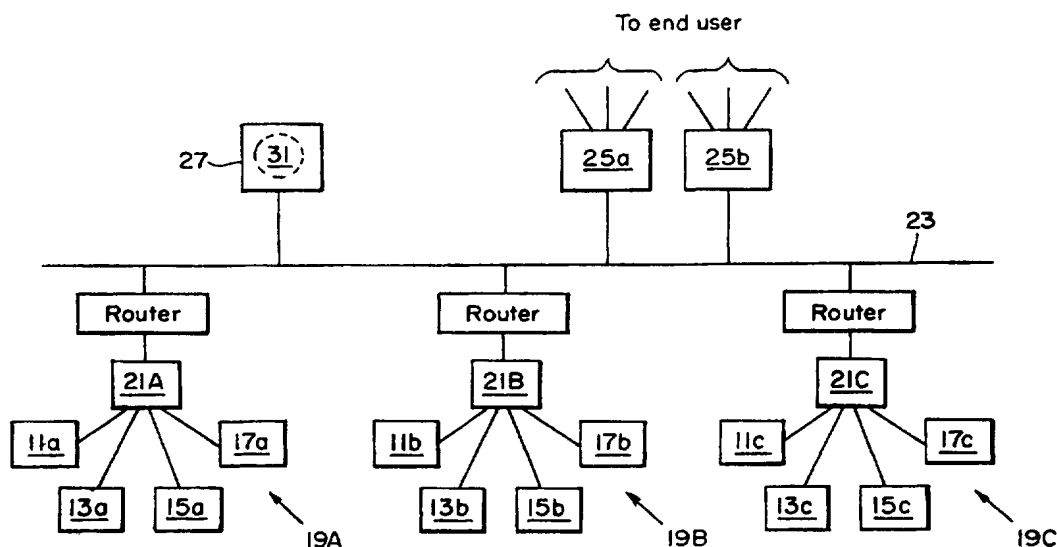 To end user
27
31
25a
25b
23
Router
Router
Router
21A
21B
21C
11a
17a
11b
17b
11c
17c
13a
15a
13b
15b
13c
15c
19A
19B
19C